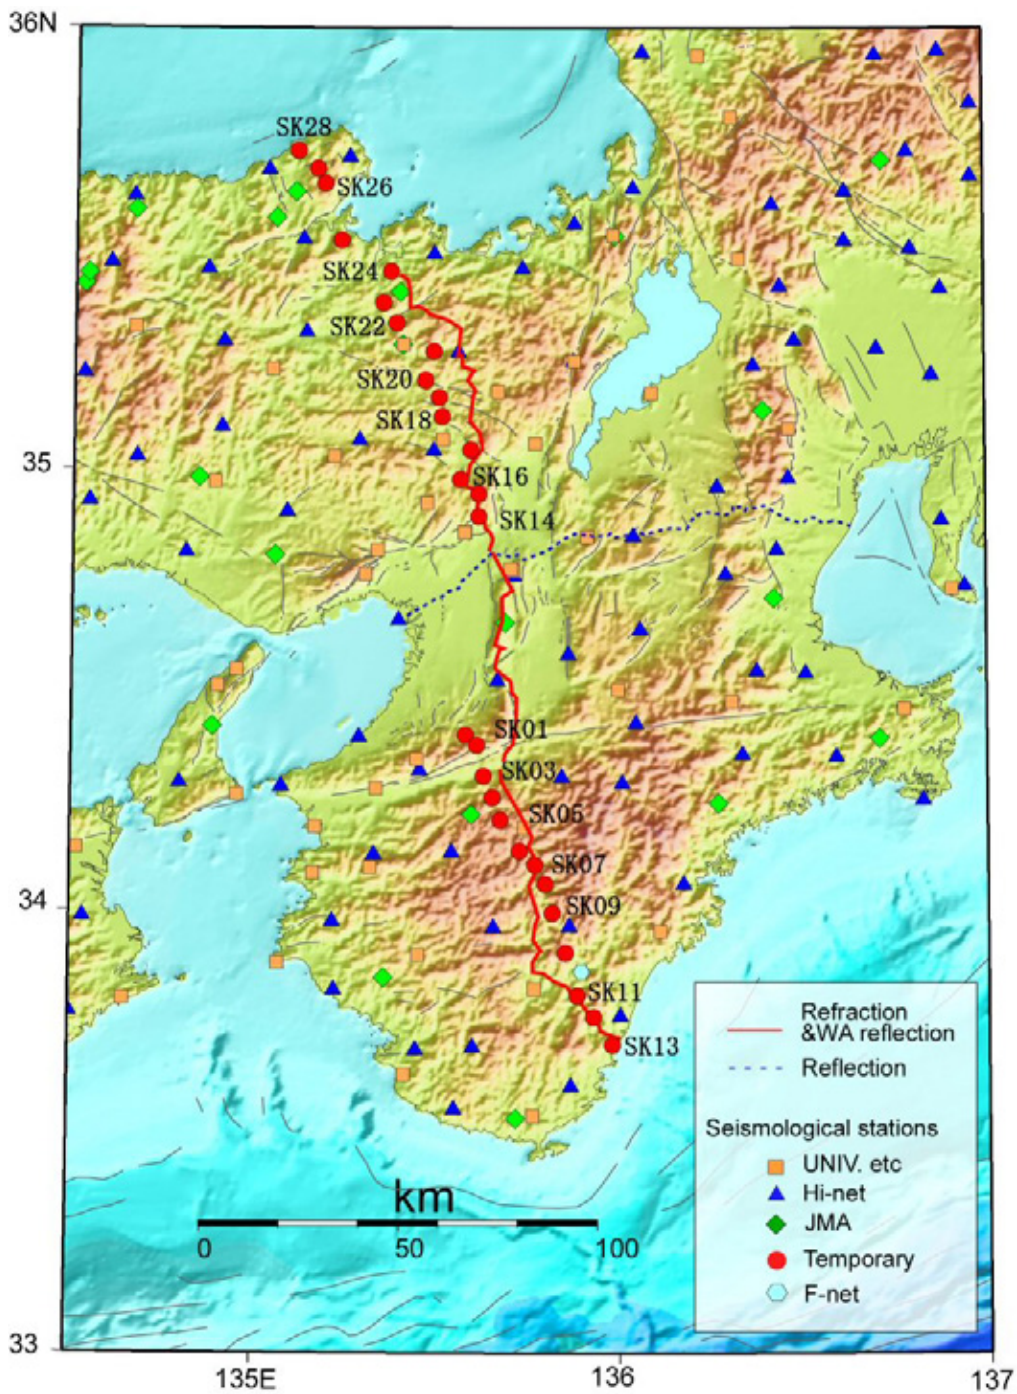 36N
SK28
SK26
SK24
SK22
SK20
SK18
35
SK16
SK14
SK01
SK03
SK05
SK07
34
SK09
SK11
SK13
Refraction
&WA reflection
Reflection
Seismological stations
UNIV. etc
Hi-net
JMA
Temporary
F-net
km
0 50 100
33
135E 136 137